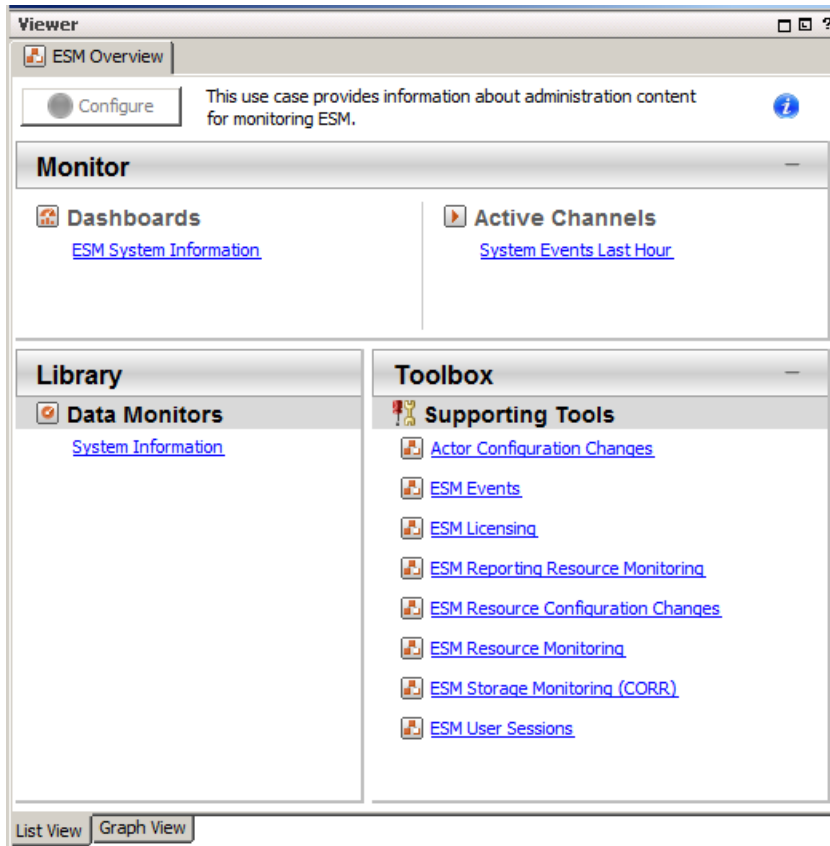 Viewer
?
ESM Overview
Configure
This use case provides information about administration content
for monitoring ESM.
i
Monitor
Dashboards
ESM System Information
Active Channels
System Events Last Hour
Library
Data Monitors
System Information
Toolbox
Supporting Tools
Actor Configuration Changes
ESM Events
ESM Licensing
ESM Reporting Resource Monitoring
ESM Resource Configuration Changes
ESM Resource Monitoring
ESM Storage Monitoring (CORR)
ESM User Sessions
List View
Graph View